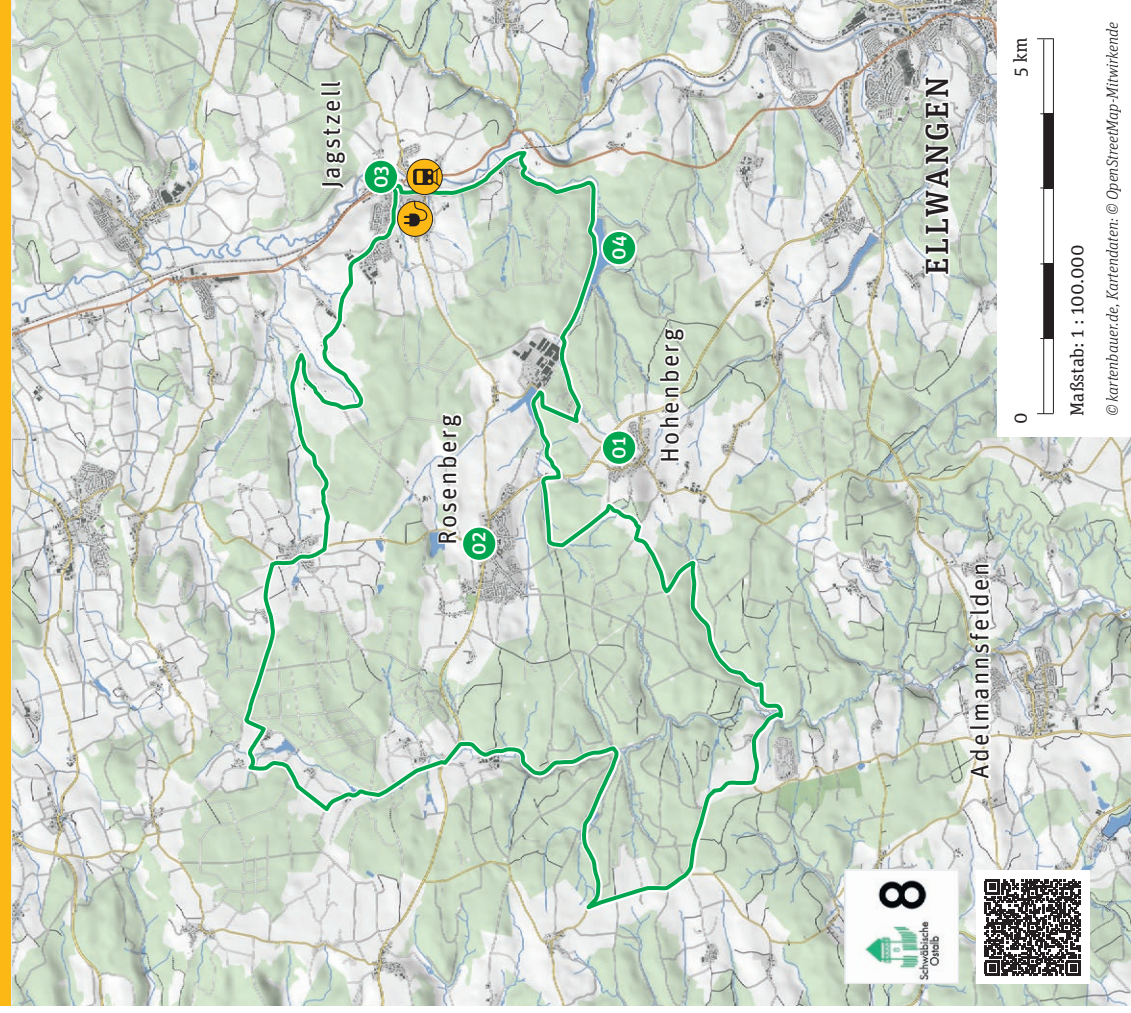 Jagstzell
03
04
Rosenberg
02
Hohenberg
01
ELLWANGEN
Adelmannsfelden
8
Schwäbische
Ostalb
0
5 km
Maßstab: 1 : 100.000
© kartenbauer.de, Kartendaten: © OpenStreetMap-Mitwirkende